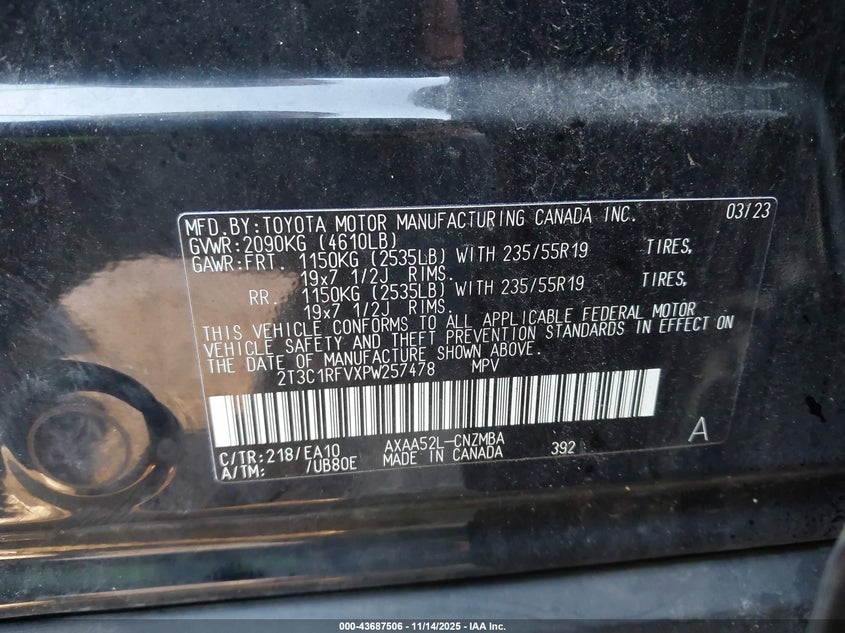 MFD.BY:TOYOTA MOTOR MANUFACTURING CANADA INC. 03/23
GVWR:2090KG (4610LB)
GAWR:FRT. 1150KG (2535LB) WITH 235/55R19 TIRES,
19x7 1/2J RIMS.
RR. 1150KG (2535LB) WITH 235/55R19 TIRES,
19x7 1/2J RIMS.
THIS VEHICLE CONFORMS TO ALL APPLICABLE FEDERAL MOTOR
VEHICLE SAFETY AND THEFT PREVENTION STANDARDS IN EFFECT ON
THE DATE OF MANUFACTURE SHOWN ABOVE.
2T3C1RFVXPW257478 MPV
C/TR:218/EA10 AXAA52L-CNZMBA 392 A
A/TM: /UB80E MADE IN CANADA
000-43687506 - 11/14/2025 - IAA Inc.